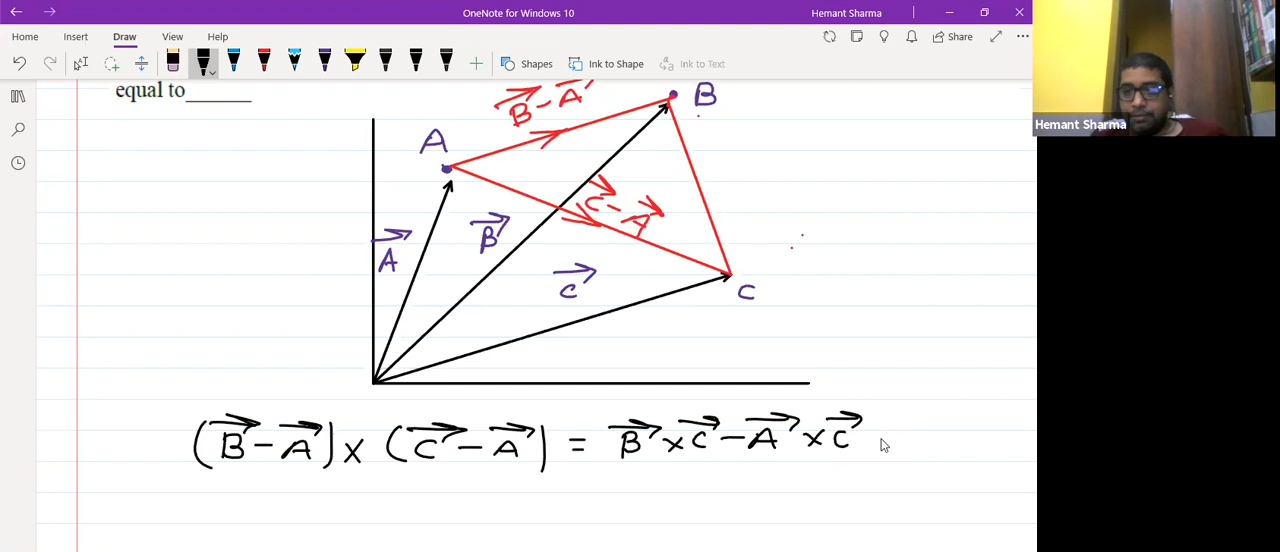 OneNote for Windows 10
Hemant Sharma
Home Insert Draw View Help
Shapes Ink to Shape Ink to Text Share
Hemant Sharma
equal to______
B⃗ - A⃗
B
A
C⃗ - A⃗
A⃗
B⃗
C⃗
C
(B⃗ - A⃗) × (C⃗ - A⃗) = B⃗ × C⃗ - A⃗ × C⃗